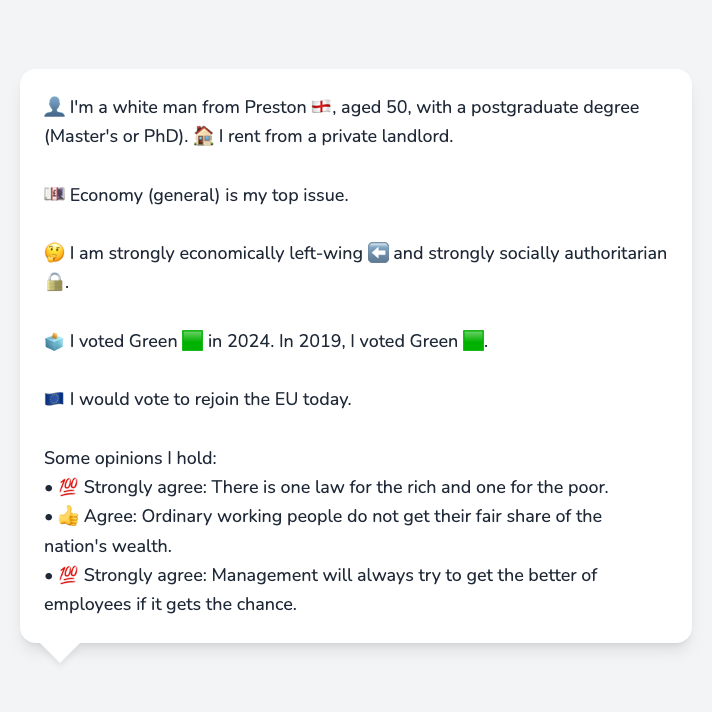 👤 I'm a white man from Preston 🏴󠁧󠁢󠁥󠁮󠁧󠁿, aged 50, with a postgraduate degree
(Master's or PhD). 🏠 I rent from a private landlord.
💷 Economy (general) is my top issue.
🤔 I am strongly economically left-wing ⬅️ and strongly socially authoritarian
🔒.
🗳️ I voted Green 🟩 in 2024. In 2019, I voted Green 🟩.
🇪🇺 I would vote to rejoin the EU today.
Some opinions I hold:
• 💯 Strongly agree: There is one law for the rich and one for the poor.
• 👍 Agree: Ordinary working people do not get their fair share of the
nation's wealth.
• 💯 Strongly agree: Management will always try to get the better of
employees if it gets the chance.